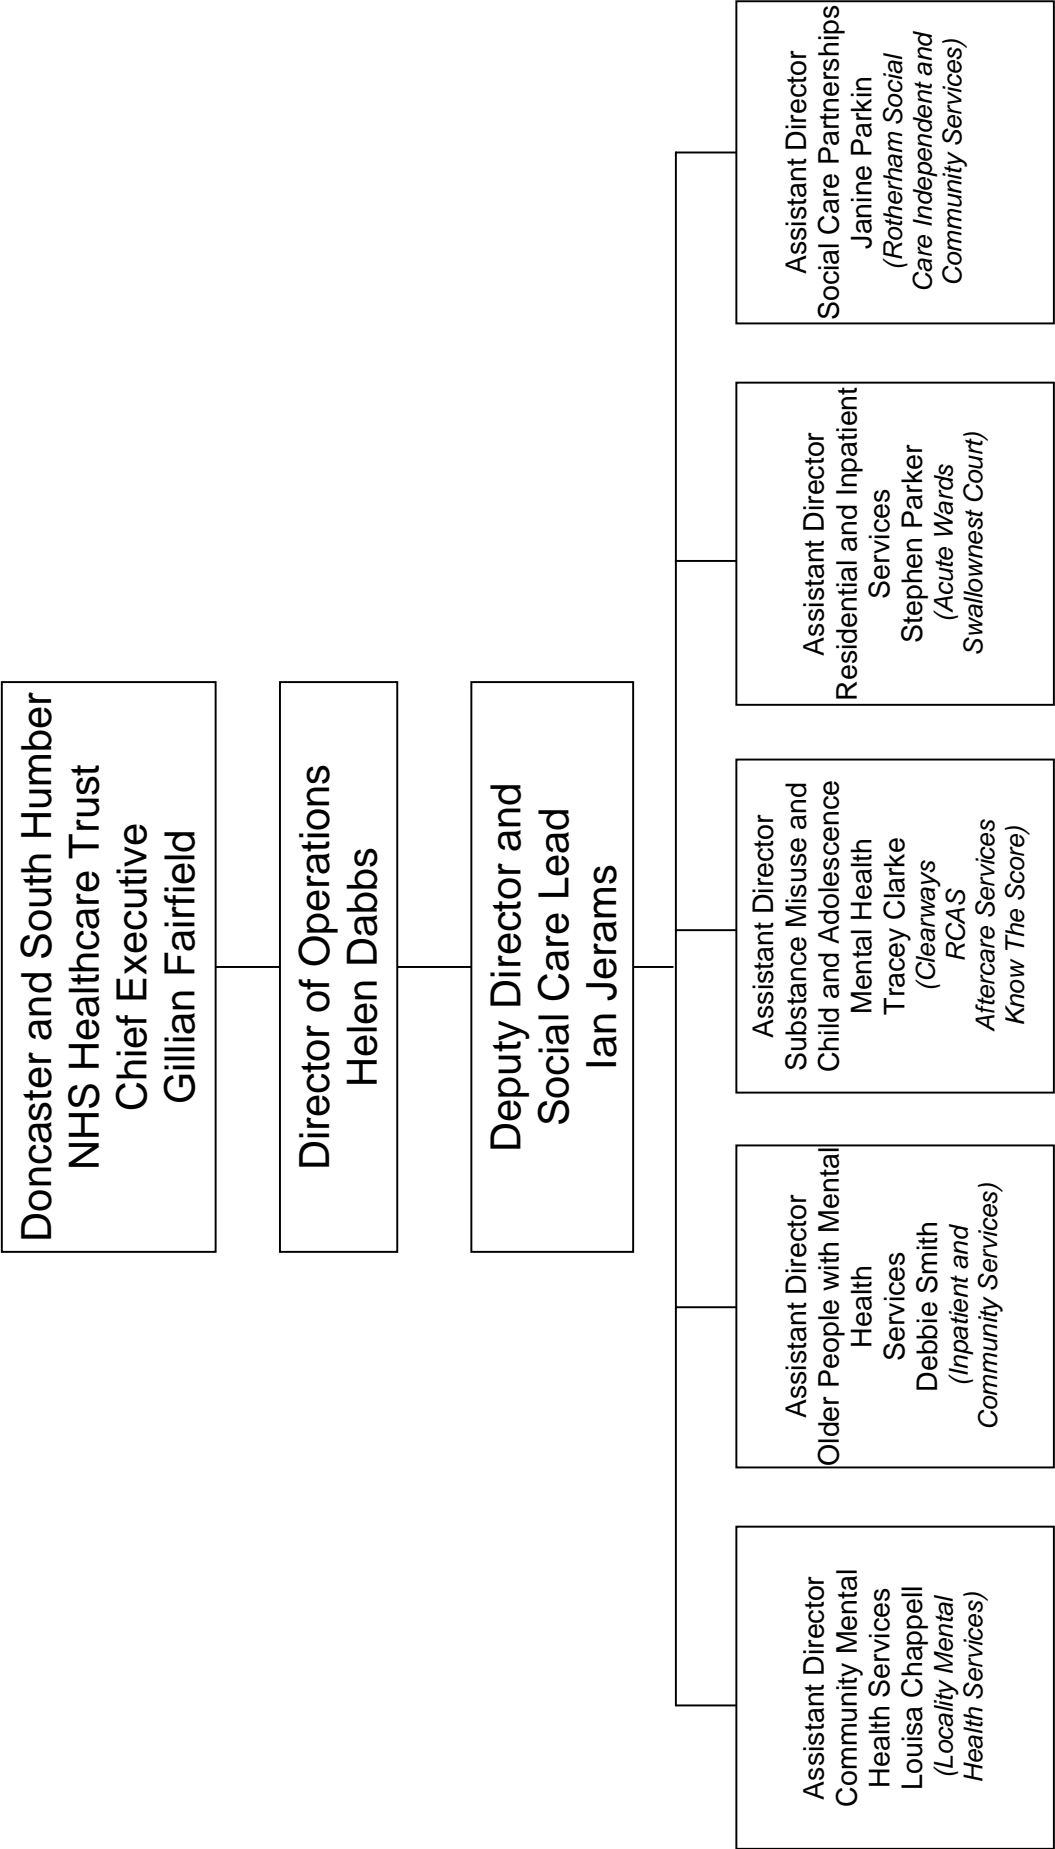 Doncaster and South Humber
NHS Healthcare Trust
Chief Executive
Gillian Fairfield
Director of Operations
Helen Dabbs
Deputy Director and
Social Care Lead
Ian Jerams
Assistant Director
Community Mental
Health Services
Louisa Chappell
(Locality Mental
Health Services)
Assistant Director
Older People with Mental
Health
Services
Debbie Smith
(Inpatient and
Community Services)
Assistant Director
Substance Misuse and
Child and Adolescence
Mental Health
Tracey Clarke
(Clearways
RCAS
Aftercare Services
Know The Score)
Assistant Director
Residential and Inpatient
Services
Stephen Parker
(Acute Wards
Swallownest Court)
Assistant Director
Social Care Partnerships
Janine Parkin
(Rotherham Social
Care Independent and
Community Services)